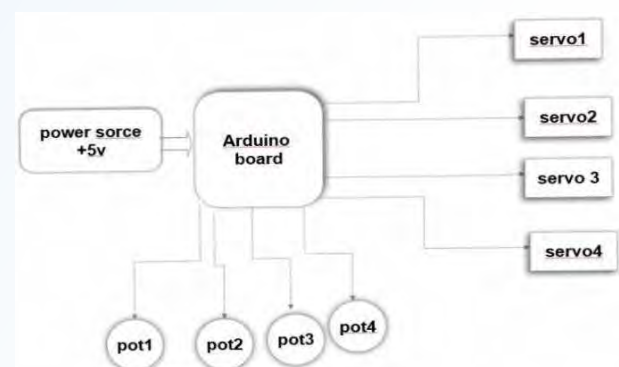 servo1
servo2
servo 3
servo4
power sorce
+5v
Arduino
board
pot1
pot2
pot3
pot4